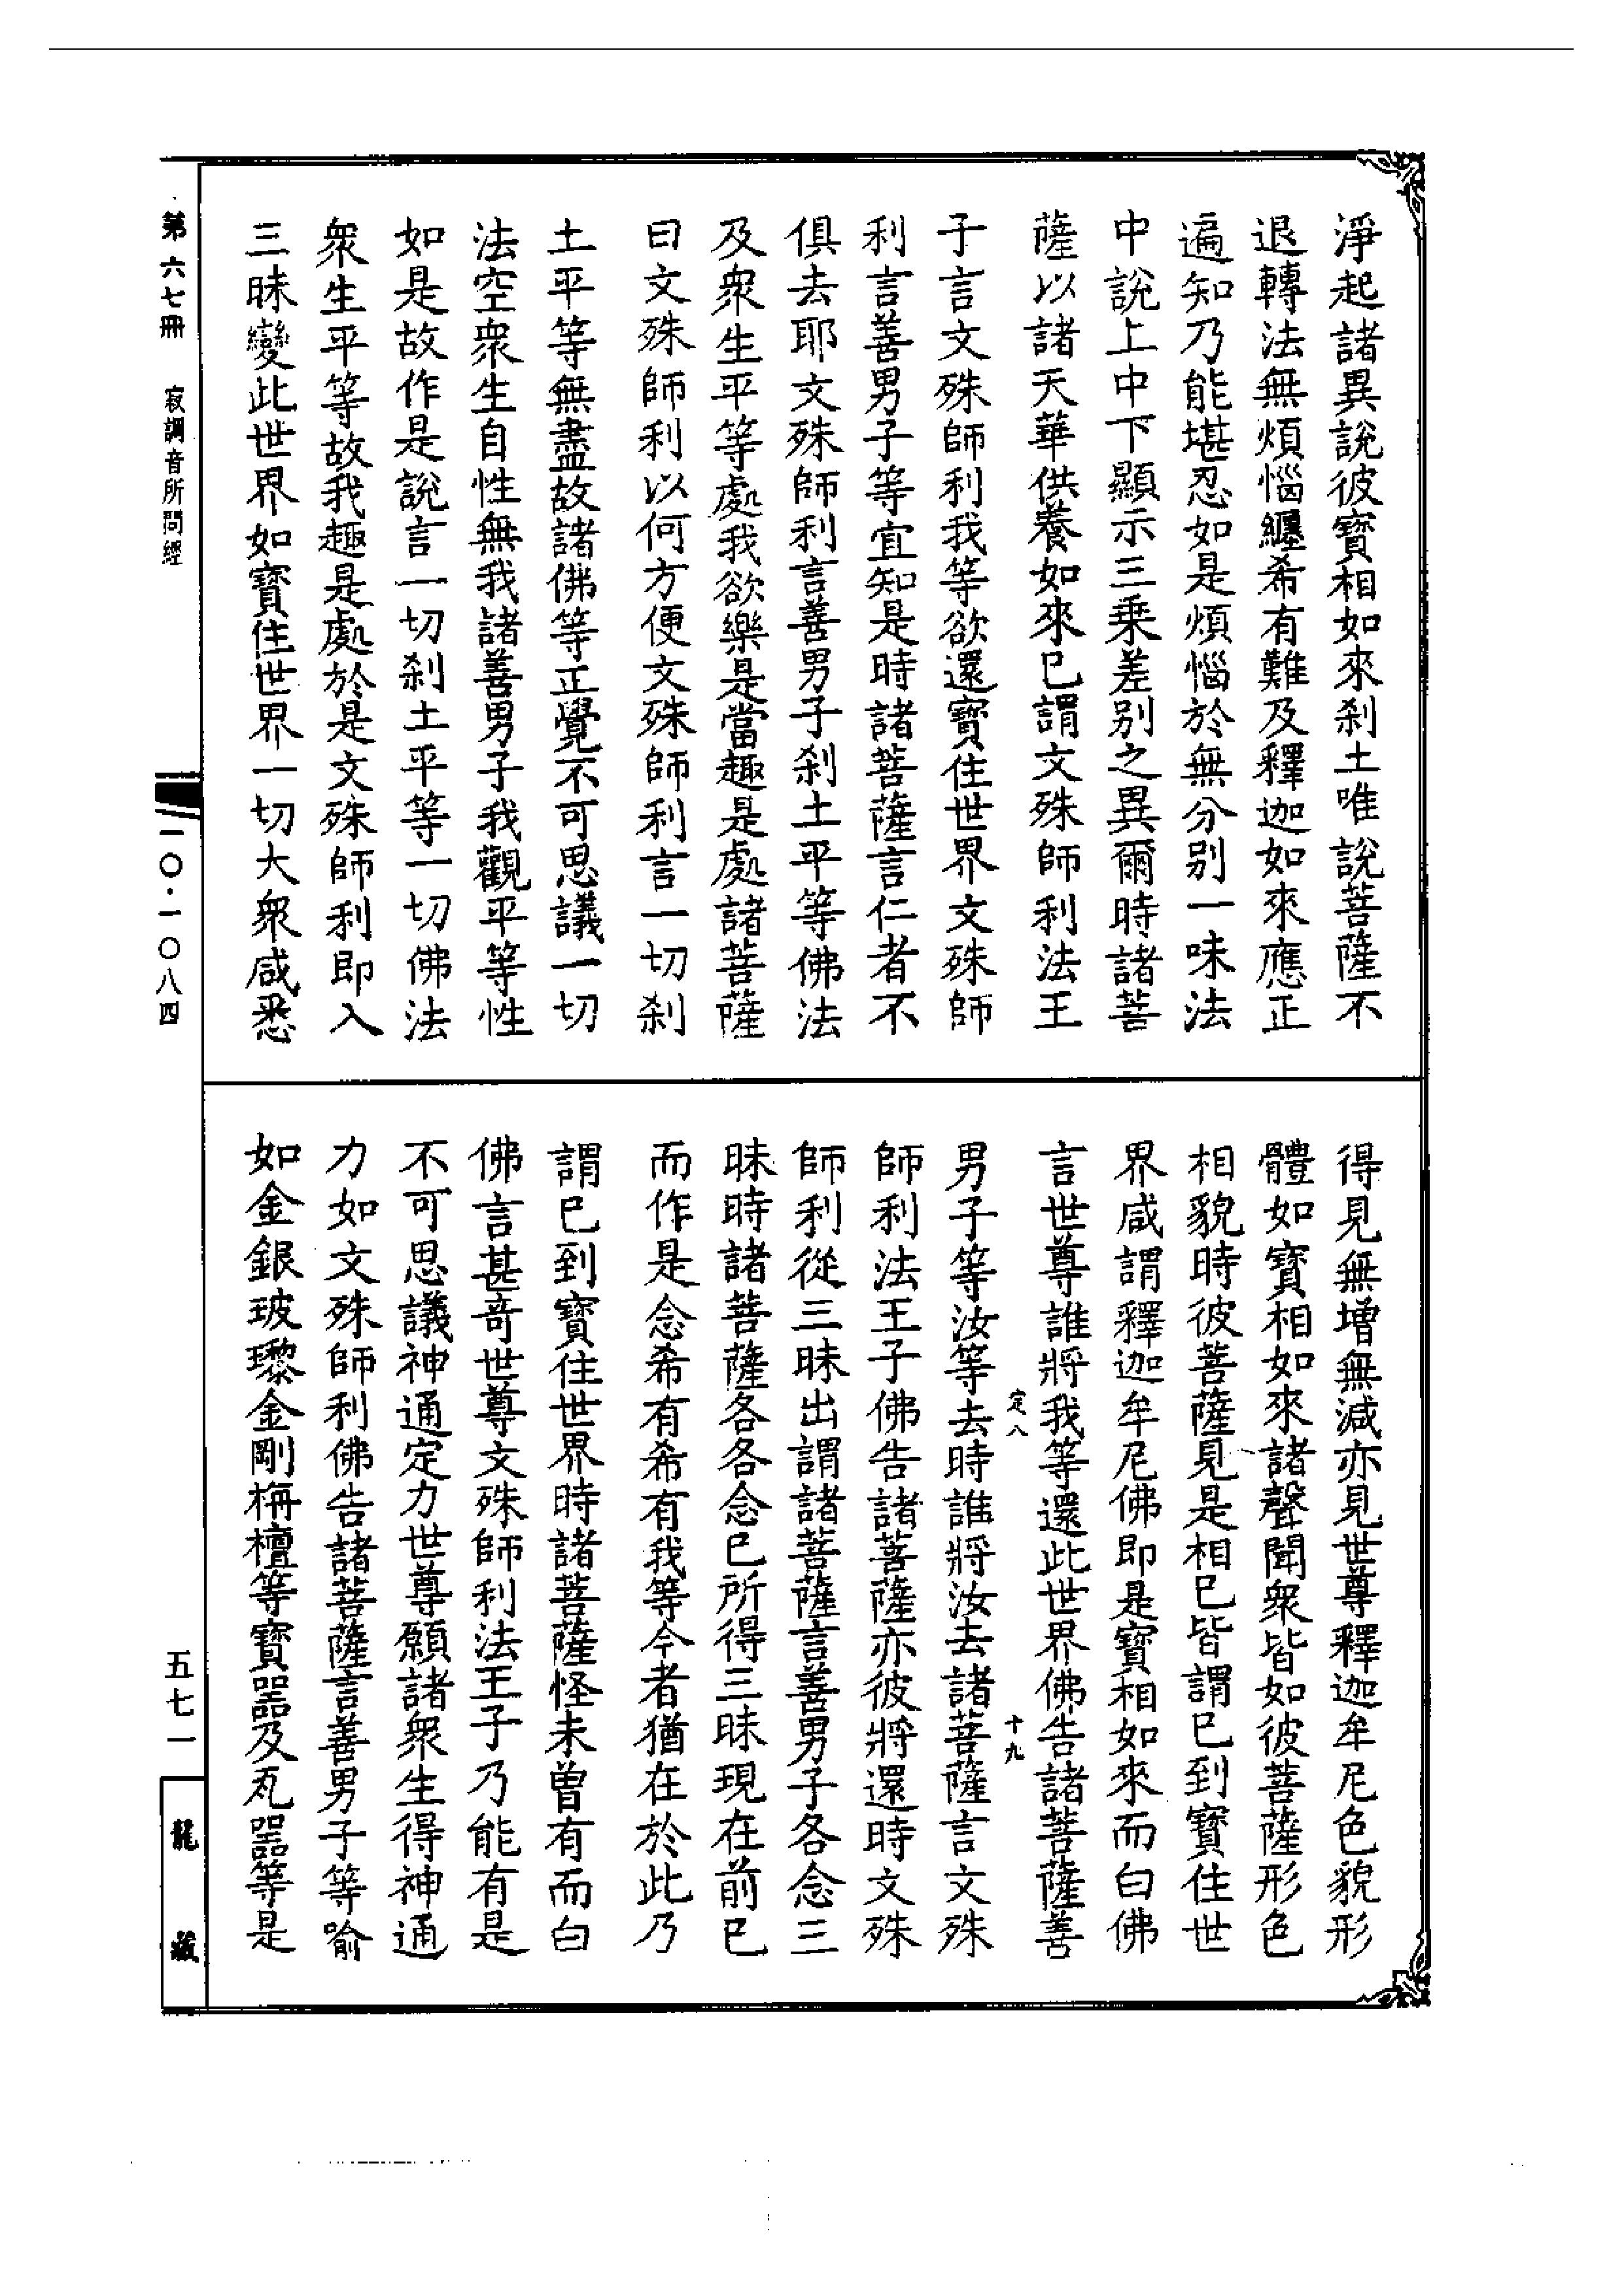 淨起諸異說彼寶相如來刹土唯說菩薩不
退轉法無煩惱纏希有難及釋迦如來應正
遍知乃能堪忍如是煩惱於無分别一味法
中說上中下顯示三乗差别之異爾時諸菩
薩以諸天華供養如來已謂文殊師利法王
子言文殊師利我等欲還寶住世界文殊師
利言善男子等宜知是時諸菩薩言仁者不
俱去耶文殊師利言善男子刹土平等佛法
及衆生平等處我欲樂是當趣是處諸菩薩
曰文殊師利以何方便文殊師利言一切刹
土平等無盡故諸佛等正覺不可思議一切
法空衆生自性無我諸善男子我觀平等性
如是故作是說言一切刹土平等一切佛法
衆生平等故我趣是處於是文殊師利即入
三昧變此世界如寶住世界一切大衆咸悉
得見無增無減亦見世尊釋迦牟尼色貌形
體如寶相如來諸聲聞衆皆如彼菩薩形色
相貌時彼菩薩見是相已皆謂已到寶住世
界咸謂釋迦牟尼佛即是寶相如來而白佛
言世尊誰將我等還此世界佛告諸菩薩善
定八 十九
男子等汝等去時誰將汝去諸菩薩言文殊
師利法王子佛告諸菩薩亦彼將還時文殊
師利從三昧出謂諸菩薩言善男子各念三
昧時諸菩薩各各念已所得三昧現在前已
而作是念希有希有我等今者猶在於此乃
謂已到寶住世界時諸菩薩怪未曾有而白
佛言甚奇世尊文殊師利法王子乃能有是
不可思議神通定力世尊願諸衆生得神通
力如文殊師利佛告諸菩薩言善男子等喻
如金銀玻瓈金剛栴檀等寶器及瓦器等是
第六七冊 寂調音所問經
一〇·一〇八四
五七一
龍藏